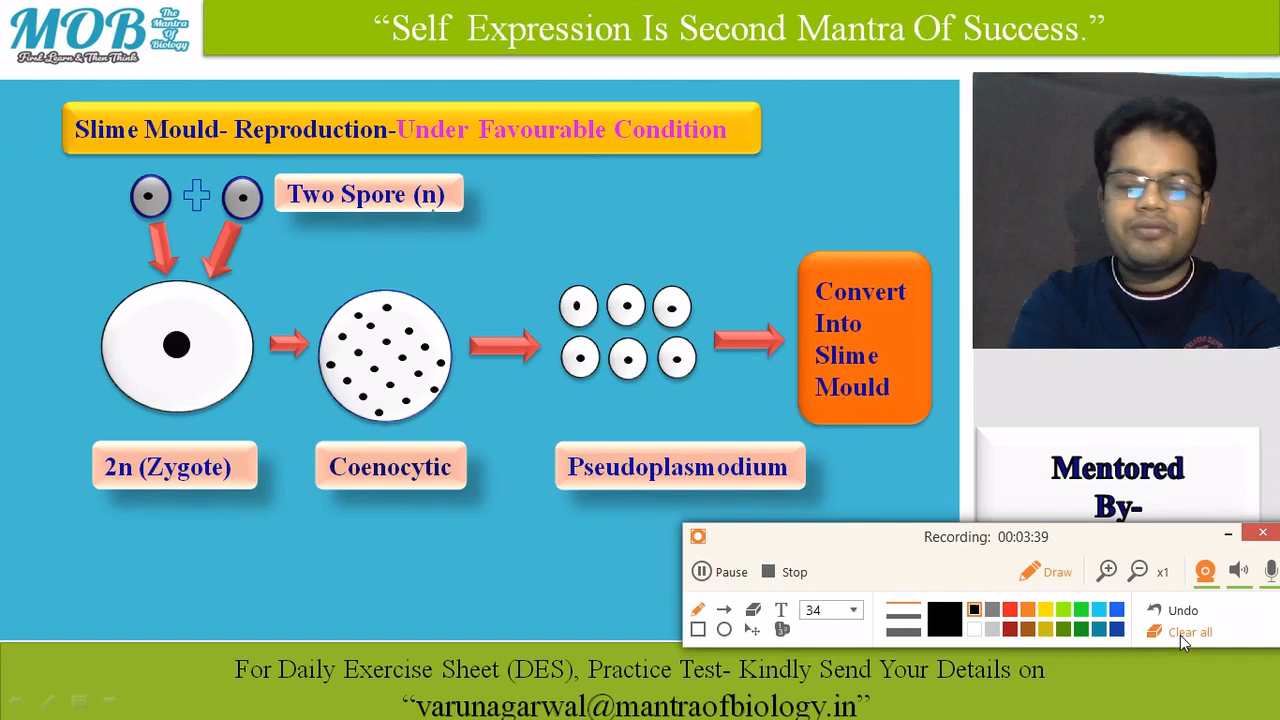 MOB
The
Mantra
Of
Biology
First Learn & Then Think
“Self Expression Is Second Mantra Of Success.”
Slime Mould- Reproduction-Under Favourable Condition
Two Spore (n)
Convert
Into
Slime
Mould
2n (Zygote)
Coenocytic
Pseudoplasmodium
Mentored
By-
Recording: 00:03:39
Pause
Stop
Draw
x1
T
34
Undo
Clear all
For Daily Exercise Sheet (DES), Practice Test- Kindly Send Your Details on
“varunagarwal@mantraofbiology.in”